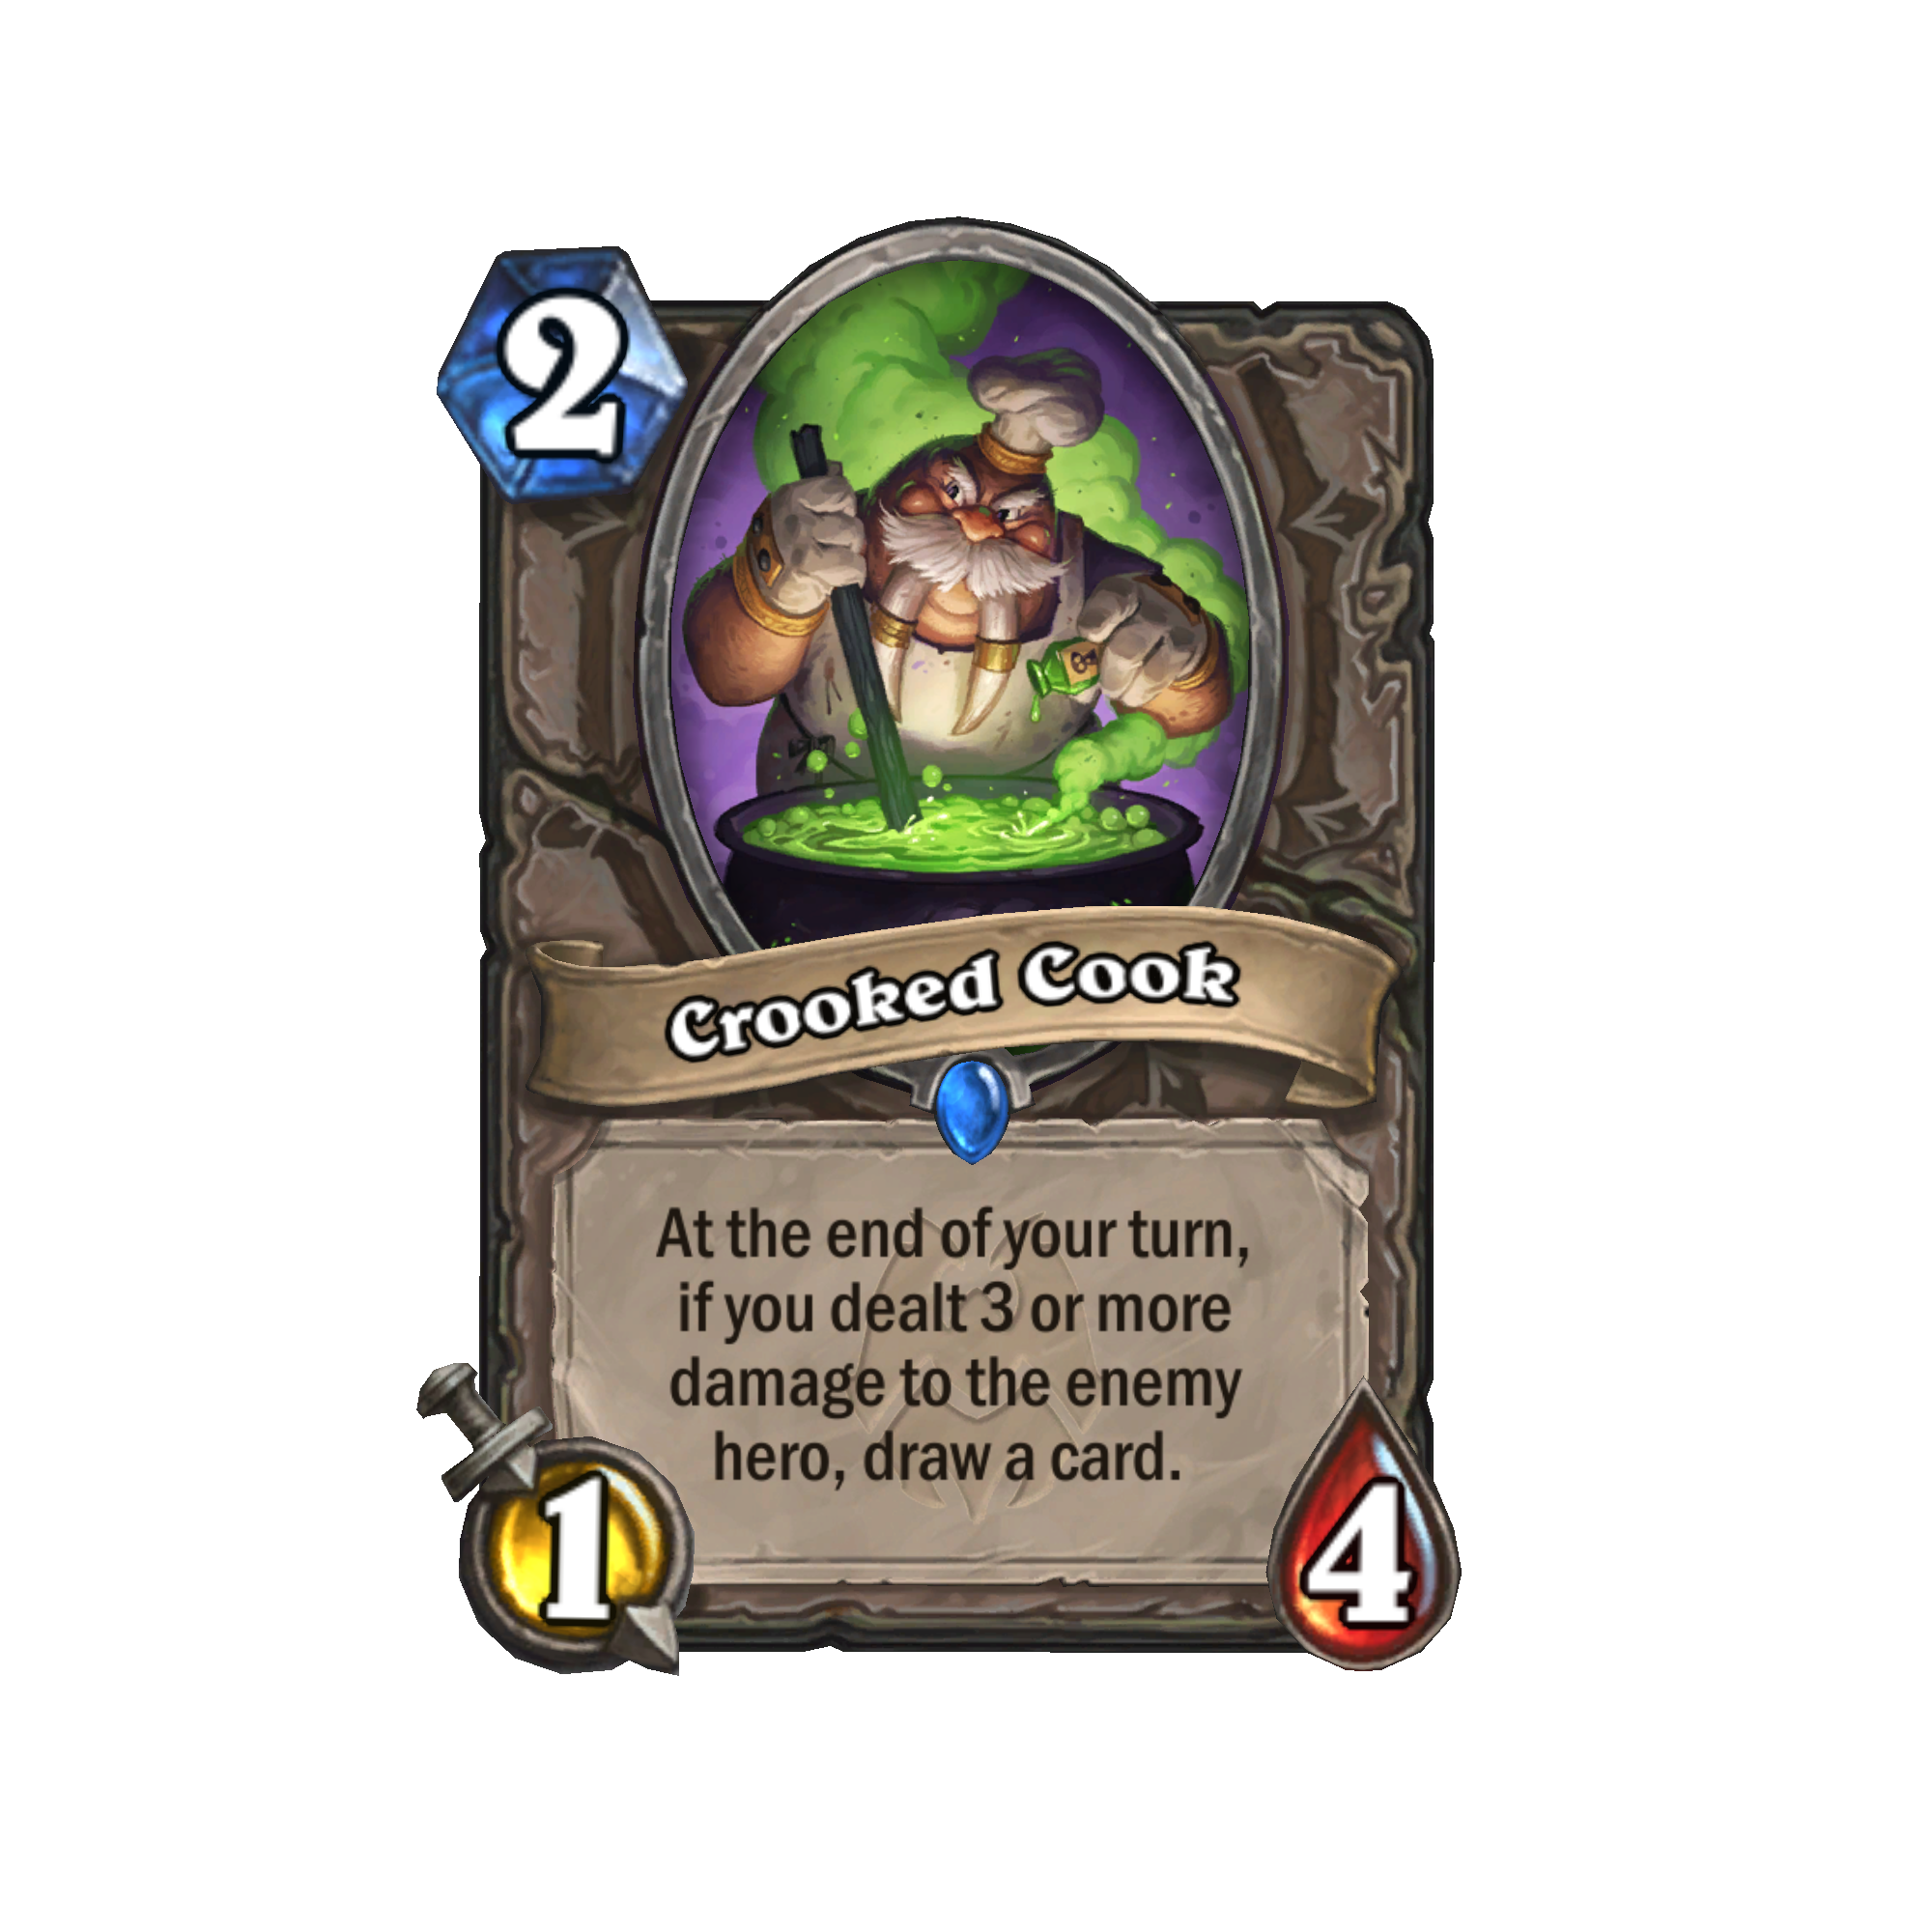 2
Crooked Cook
At the end of your turn,
if you dealt 3 or more
damage to the enemy
hero, draw a card.
1
4